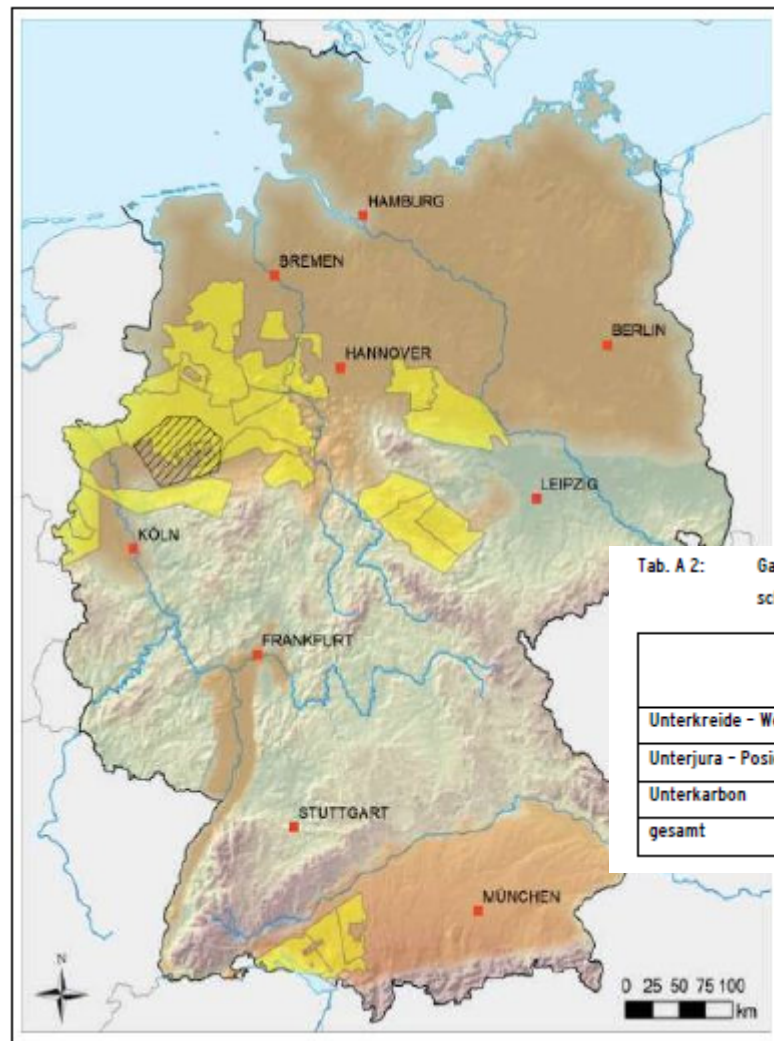 HAMBURG
BREMEN
BERLIN
HANNOVER
LEIPZIG
KÖLN
Tab. A 2:
FRANKFURT
Unterkreide -
Unterjura -
Unterkarbon
gesamt
STUTTGART
MÜNCHEN
N
0 25 50 75 100
km